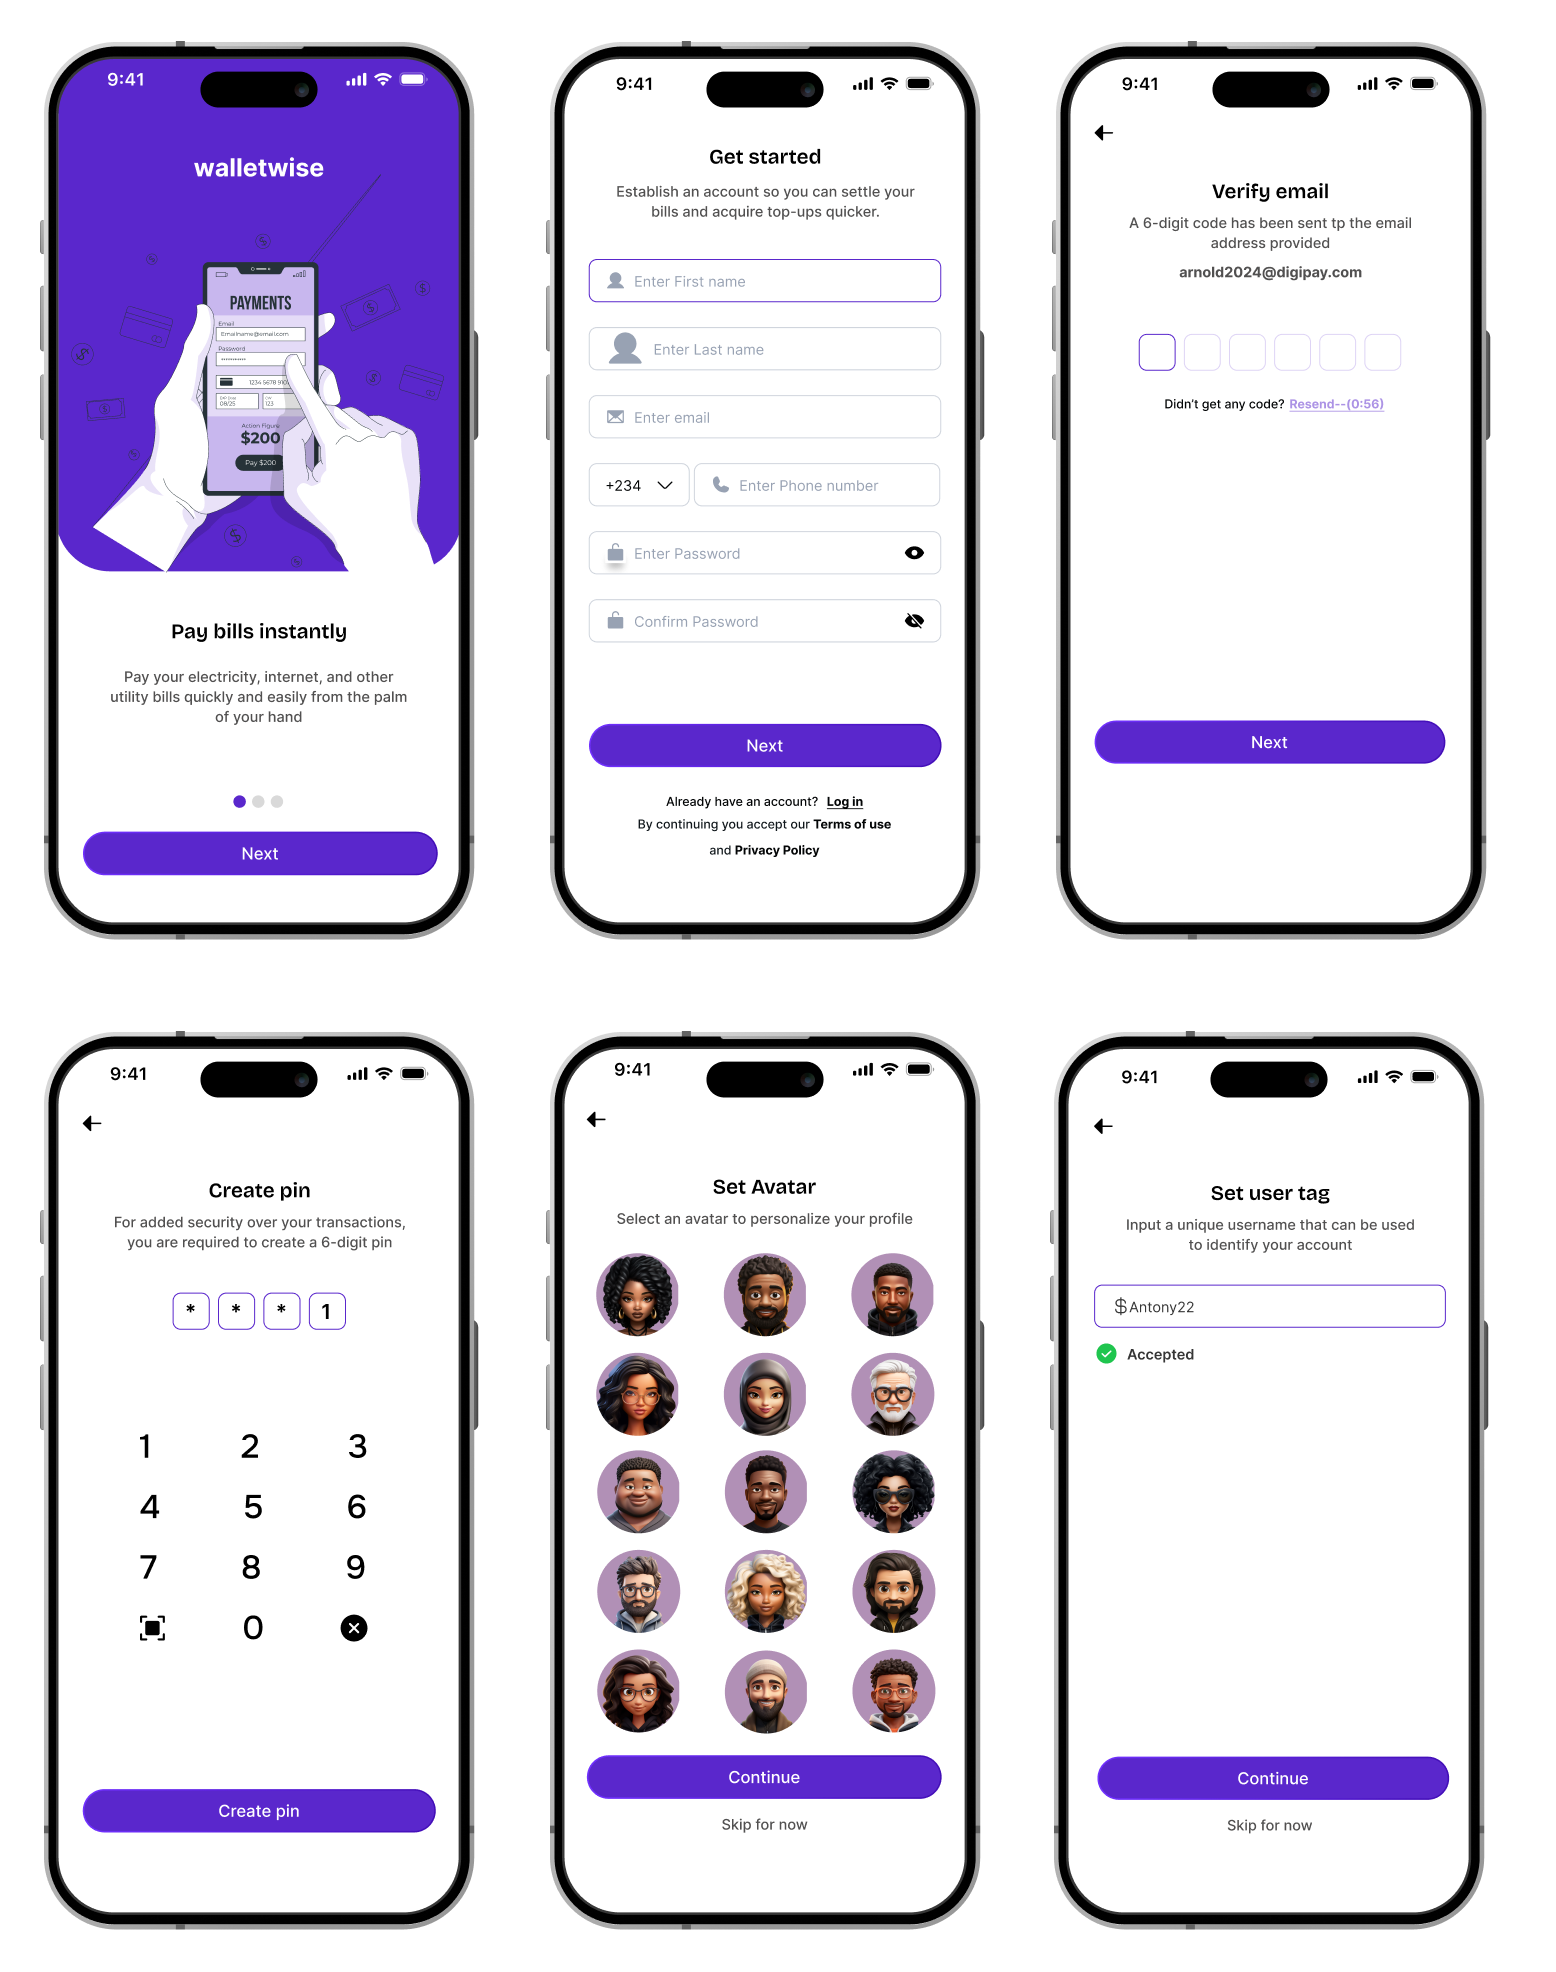 9:41
walletwise
PAYMENTS
Email
Emailname@email.com
Password
***********
1234 5678 910
08/25
123
Action Figure
$200
Pay $200
Pay bills instantly
Pay your electricity, internet, and other
utility bills quickly and easily from the palm
of your hand
Next
9:41
Get started
Establish an account so you can settle your
bills and acquire top-ups quicker.
Enter First name
Enter Last name
Enter email
+234
Enter Phone number
Enter Password
Confirm Password
Next
Already have an account? Log in
By continuing you accept our Terms of use
and Privacy Policy
9:41
Verify email
A 6-digit code has been sent tp the email
address provided
arnold2024@digipay.com
Didn't get any code? Resend--(0:56)
Next
9:41
Create pin
For added security over your transactions,
you are required to create a 6-digit pin
* * * 1
1 2 3
4 5 6
7 8 9
0
Create pin
9:41
Set Avatar
Select an avatar to personalize your profile
Continue
Skip for now
9:41
Set user tag
Input a unique username that can be used
to identify your account
$Antony22
Accepted
Continue
Skip for now